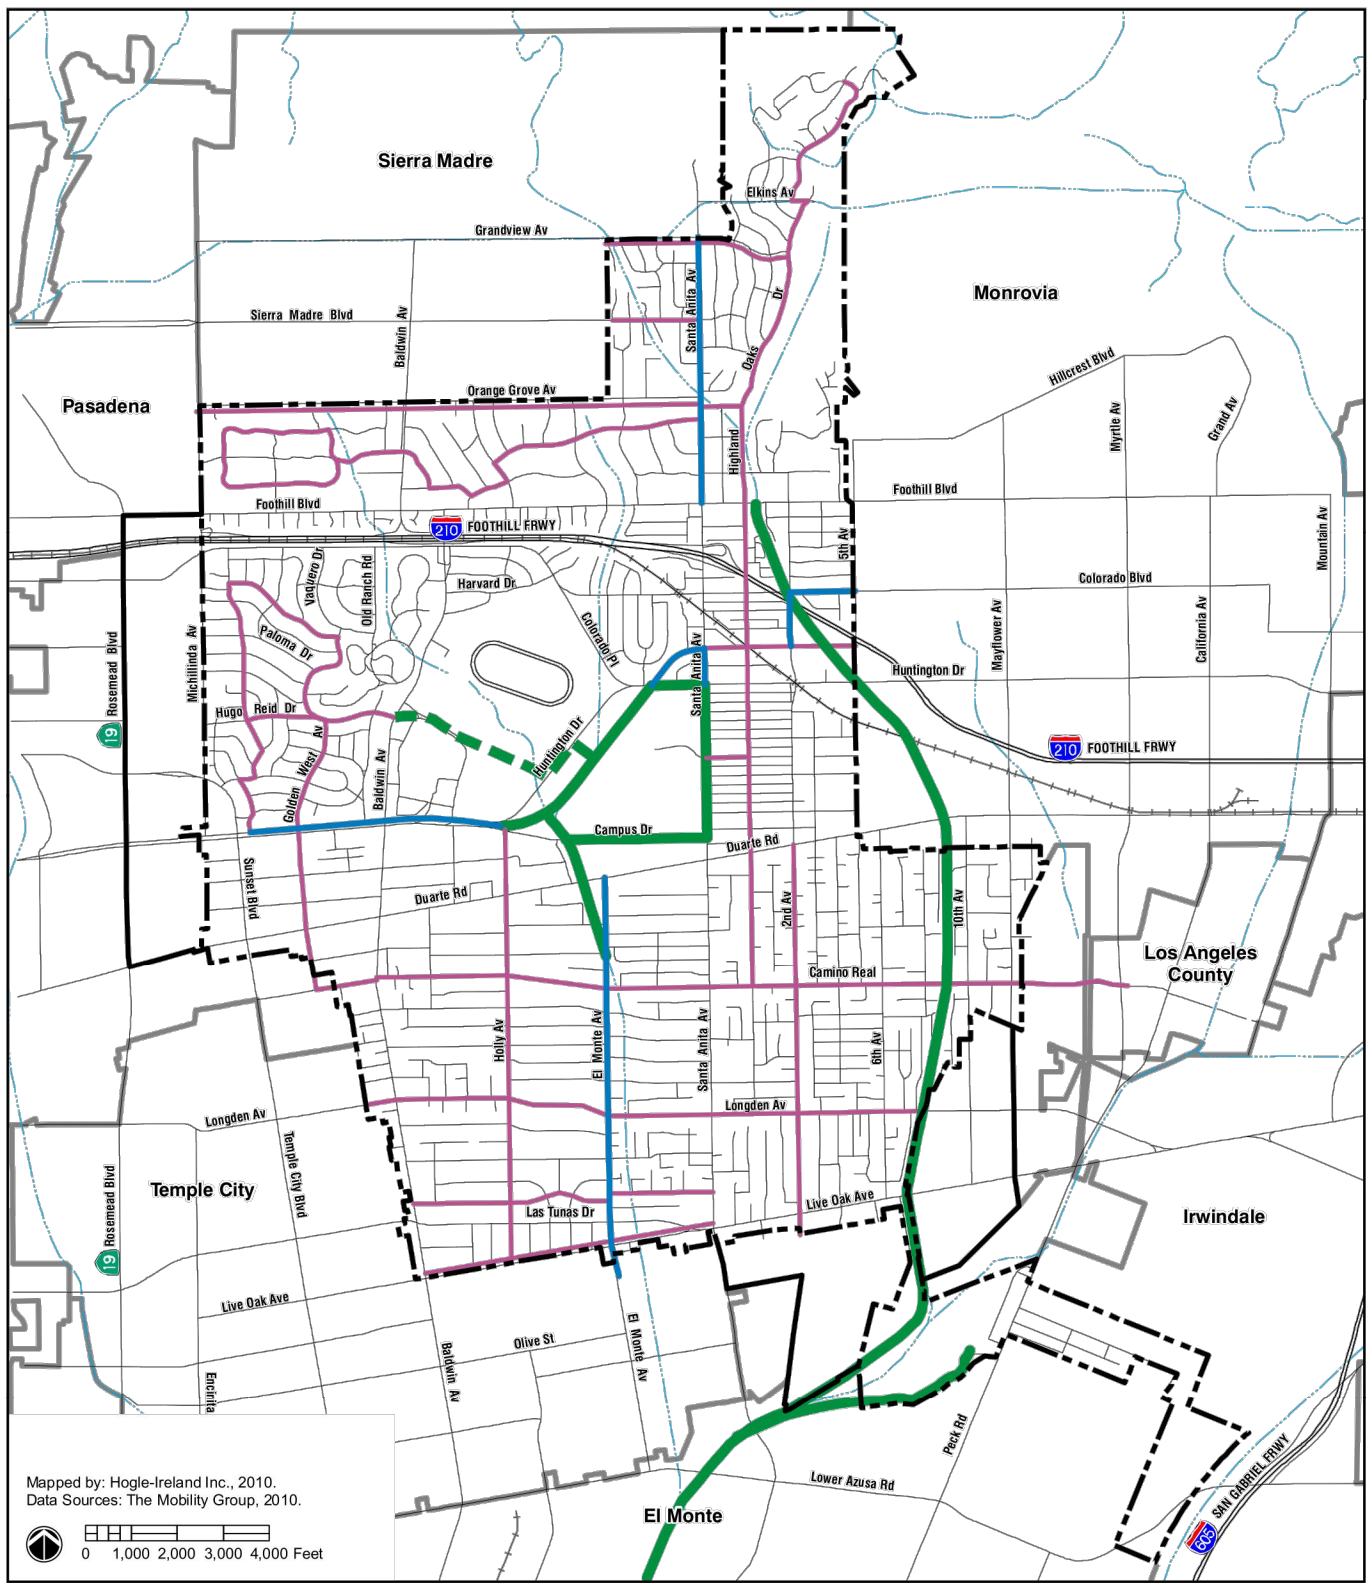 Sierra Madre
Elkins Av
Grandview Av
Santa Anita Av
Dr
Monrovia
Sierra Madre Blvd
Baldwin Av
Oaks
Hillcrest Blvd
Orange Grove Av
Pasadena
Myrtle Av
Grand Av
Highland
Foothill Blvd
Foothill Blvd
210
FOOTHILL FRWY
5th Av
Mountain Av
Vaquero Dr
Old Ranch Rd
Harvard Dr
Colorado Blvd
Colorado Pl
Paloma Dr
Mayflower Av
California Av
Michillinda Av
Rosemead Blvd
Santa Anita Av
Huntington Dr
Hugo Reid Dr
19
Huntington Dr
210
FOOTHILL FRWY
Golden West Av
Baldwin Av
Campus Dr
Duarte Rd
Sunset Blvd
Duarte Rd
2nd Av
10th Av
Los Angeles
County
Camino Real
Holly Av
El Monte Av
Santa Anita Av
6th Av
Longden Av
Longden Av
Temple City Blvd
Rosemead Blvd
Temple City
Las Tunas Dr
Live Oak Ave
Irwindale
19
Live Oak Ave
Olive St
El Monte Av
Baldwin Av
Encinita
Peck Rd
Lower Azusa Rd
SAN GABRIEL FRWY
605
El Monte
Mapped by: Hogle-Ireland Inc., 2010.
Data Sources: The Mobility Group, 2010.
0 1,000 2,000 3,000 4,000 Feet